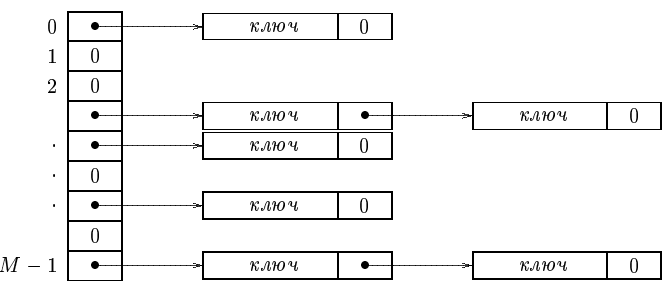 0 ключ 0
1 0
2 0
ключ ключ 0
· ключ 0
· 0
· ключ 0
0
M − 1 ключ ключ 0